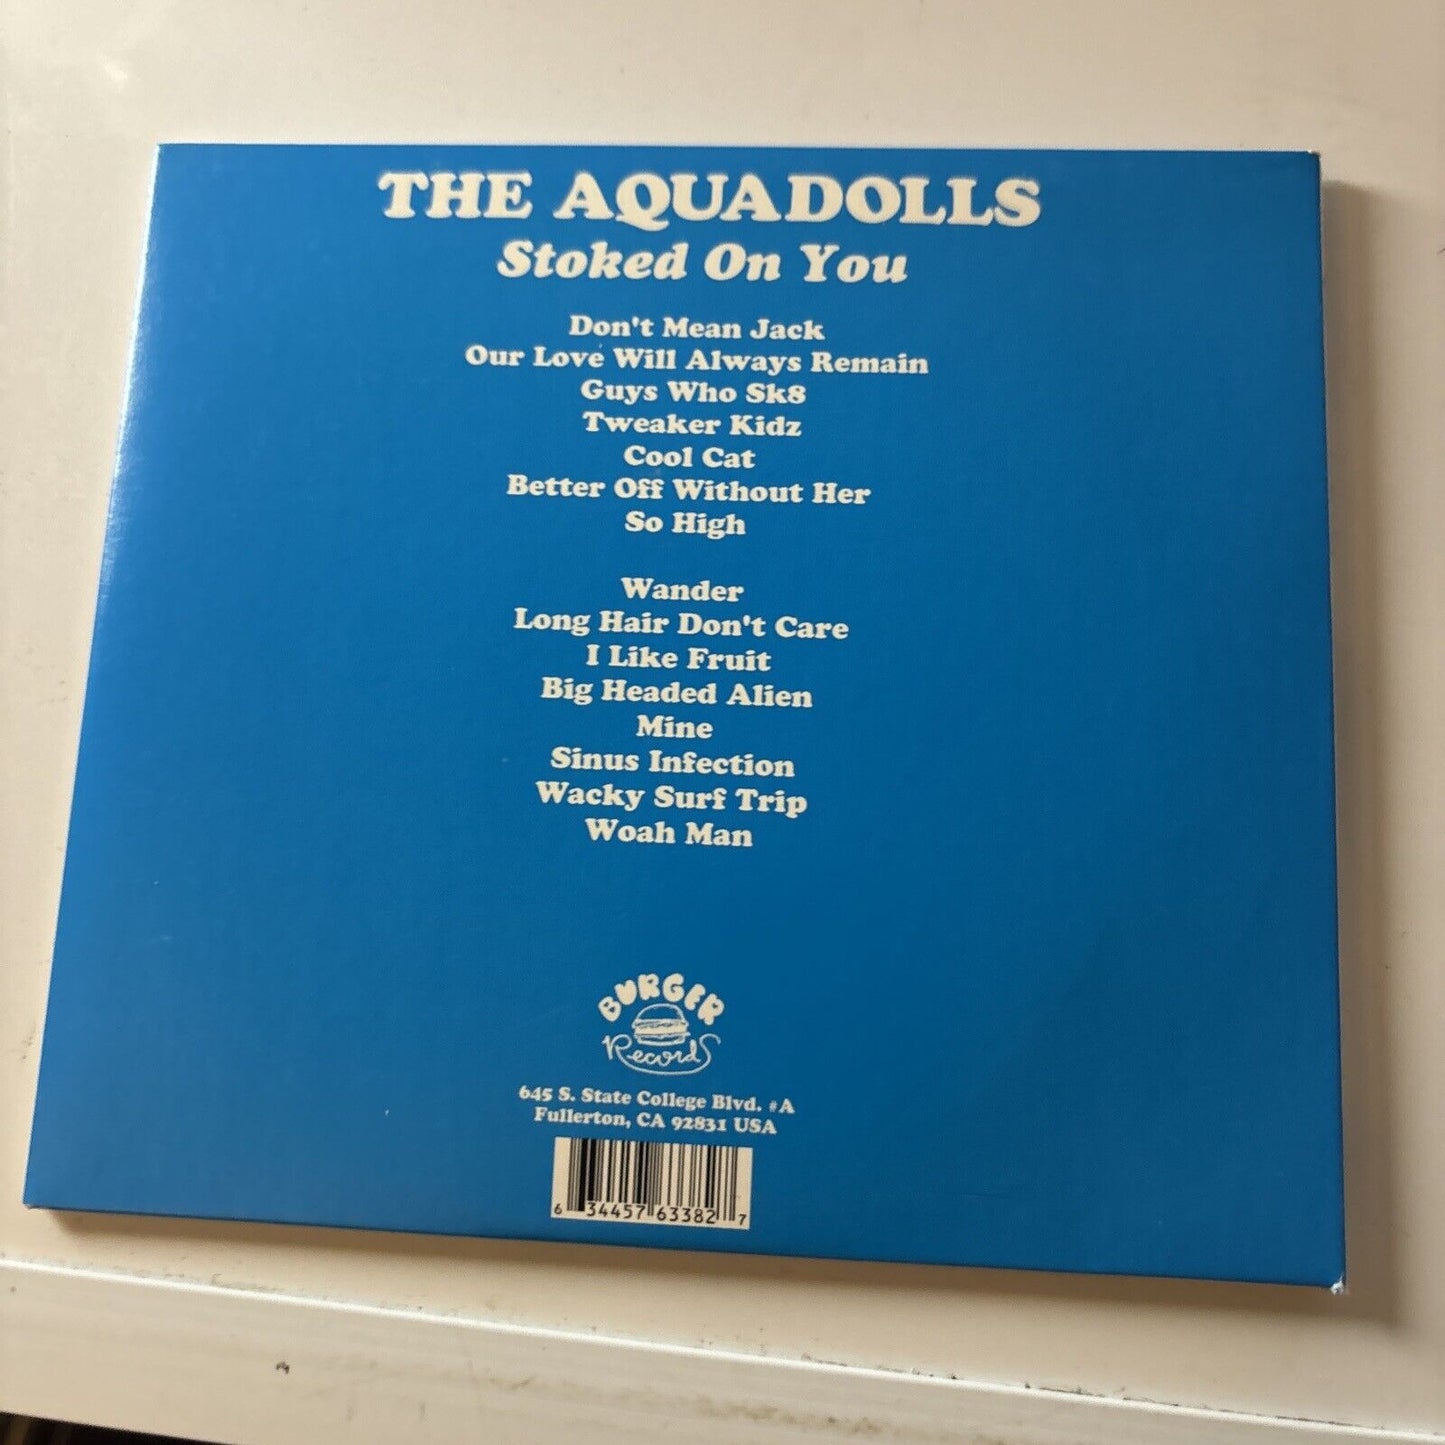 THE AQUADOLLS
Stoked On You
Don't Mean Jack
Our Love Will Always Remain
Guys Who Sk8
Tweaker Kidz
Cool Cat
Better Off Without Her
So High
Wander
Long Hair Don't Care
I Like Fruit
Big Headed Alien
Mine
Sinus Infection
Wacky Surf Trip
Woah Man
BURGER
Records
645 S. State College Blvd. #A
Fullerton, CA 92831 USA
6 34457 63382 7